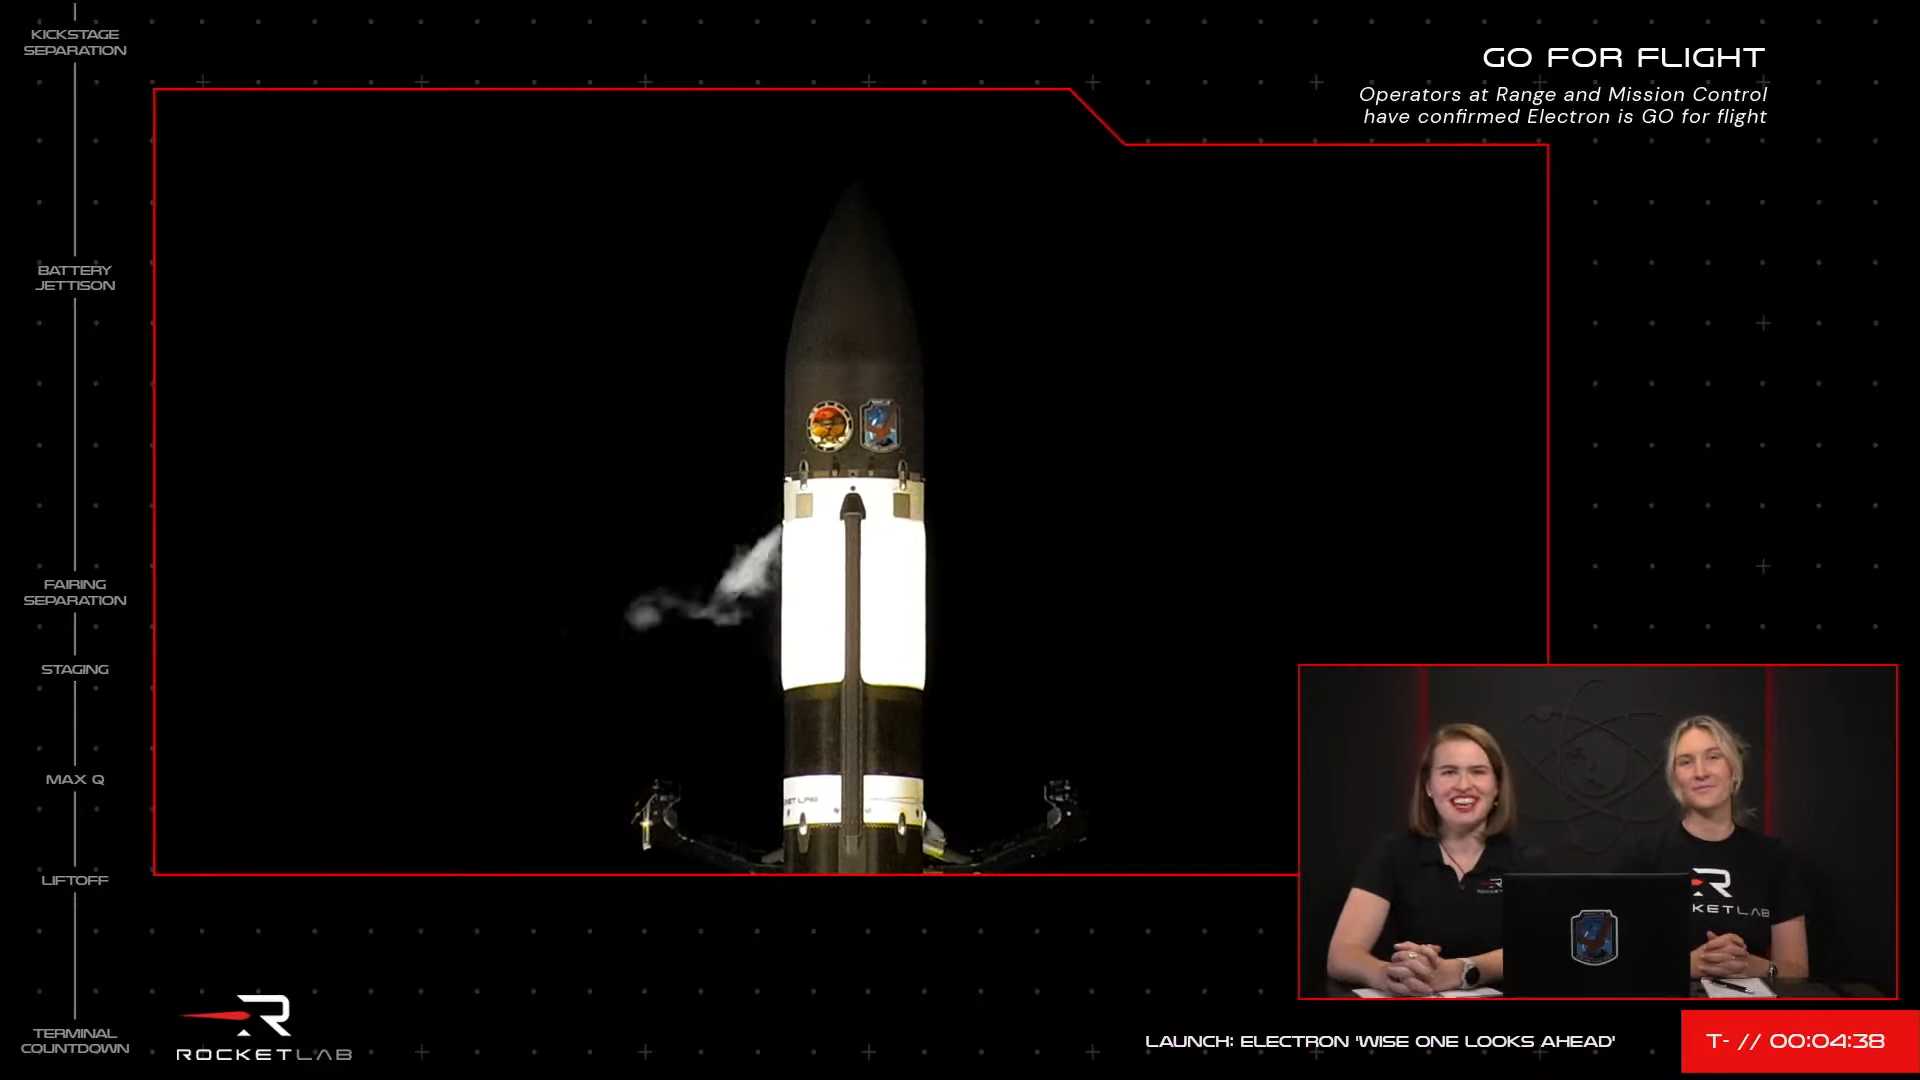 KICKSTAGE
SEPARATION
BATTERY
JETTISON
FAIRING
SEPARATION
STAGING
MAX Q
LIFTOFF
TERMINAL
COUNTDOWN
GO FOR FLIGHT
Operators at Range and Mission Control
have confirmed Electron is GO for flight
ROCKETLAB
LAUNCH: ELECTRON 'WISE ONE LOOKS AHEAD'
T- // 00:04:38